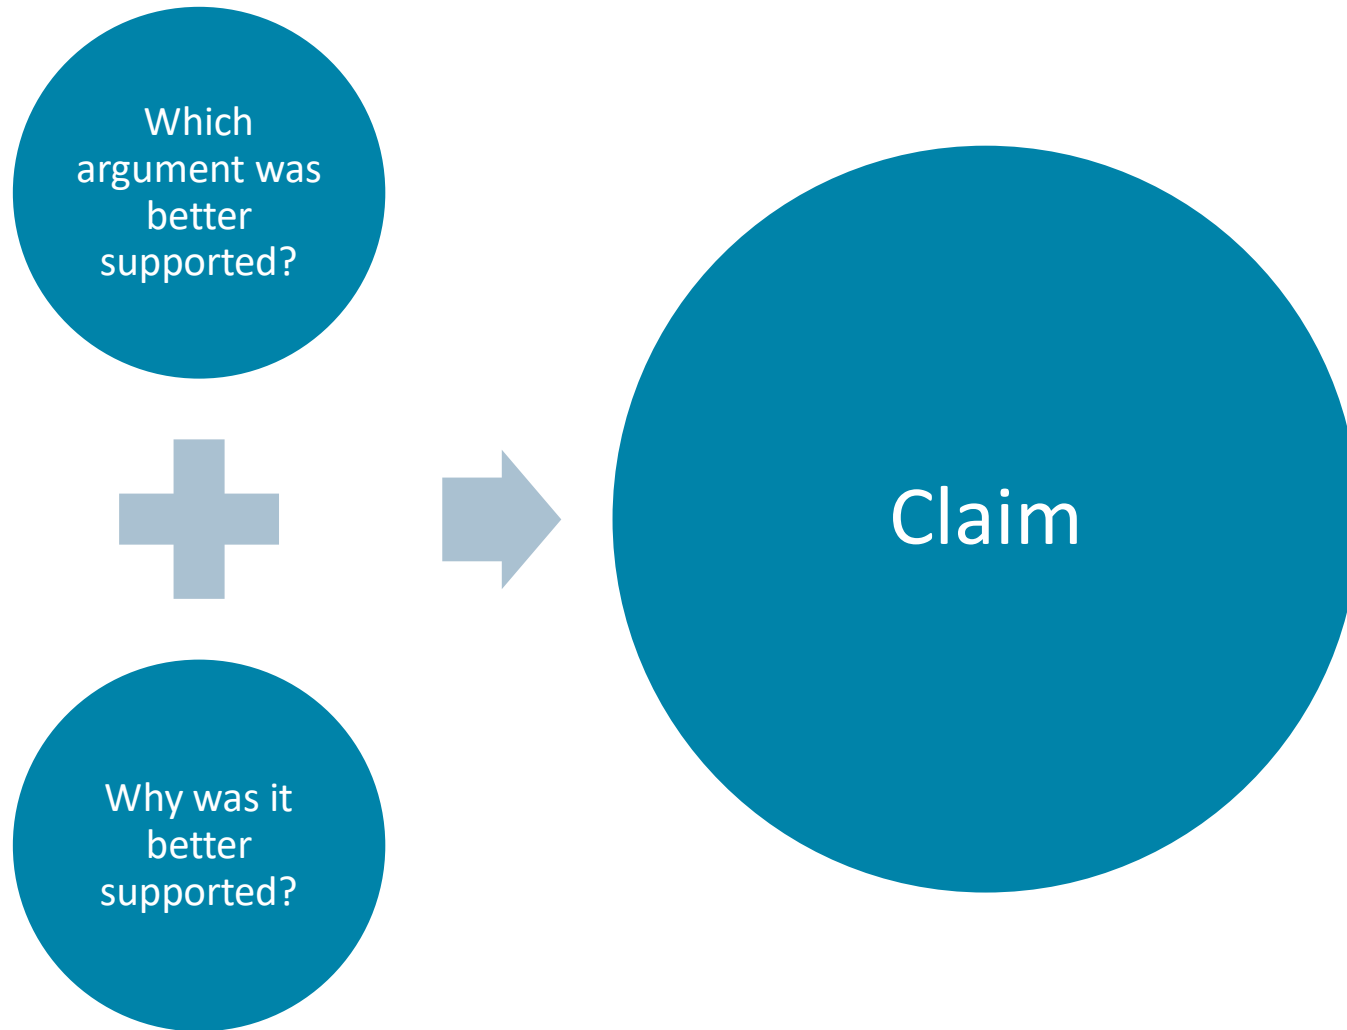 Which
argument was
better
supported?
Why was it
better
supported?
Claim